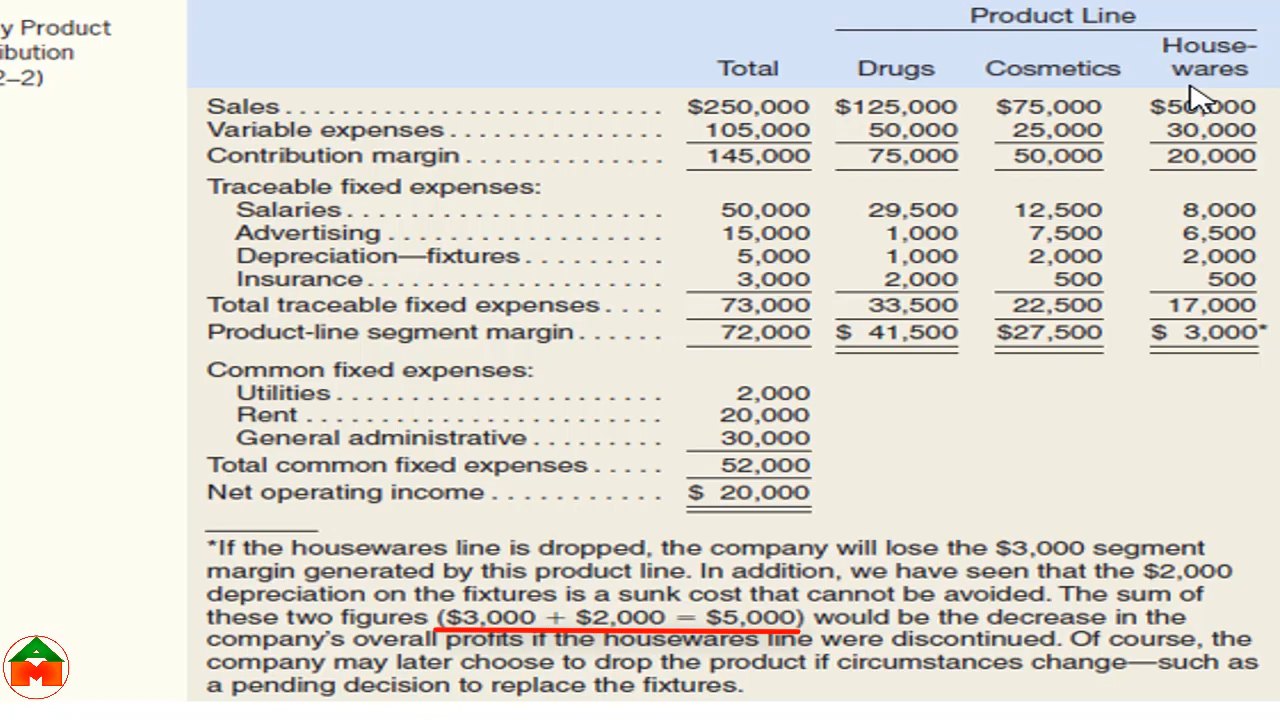 y Product
ibution
2–2)
Product Line
House-
Total Drugs Cosmetics wares
Sales . . . . . . . . . . . . . . . . . . . . . . . . . . $250,000 $125,000 $75,000
Variable expenses . . . . . . . . . . . . . . . 105,000 50,000 25,000 30,000
Contribution margin . . . . . . . . . . . . . . 145,000 75,000 50,000 20,000
Traceable fixed expenses:
Salaries . . . . . . . . . . . . . . . . . . . . . 50,000 29,500 12,500 8,000
Advertising . . . . . . . . . . . . . . . . . . 15,000 1,000 7,500 6,500
Depreciation—fixtures . . . . . . . . . 5,000 1,000 2,000 2,000
Insurance . . . . . . . . . . . . . . . . . . . . 3,000 2,000 500 500
Total traceable fixed expenses . . . . 73,000 33,500 22,500 17,000
Product-line segment margin . . . . . . 72,000 $ 41,500 $27,500 $ 3,000*
Common fixed expenses:
Utilities . . . . . . . . . . . . . . . . . . . . . . 2,000
Rent . . . . . . . . . . . . . . . . . . . . . . . . 20,000
General administrative . . . . . . . . . 30,000
Total common fixed expenses . . . . . 52,000
Net operating income . . . . . . . . . . . . $ 20,000
*If the housewares line is dropped, the company will lose the $3,000 segment
margin generated by this product line. In addition, we have seen that the $2,000
depreciation on the fixtures is a sunk cost that cannot be avoided. The sum of
these two figures ($3,000 + $2,000 = $5,000) would be the decrease in the
company's overall profits if the housewares line were discontinued. Of course, the
company may later choose to drop the product if circumstances change—such as
a pending decision to replace the fixtures.